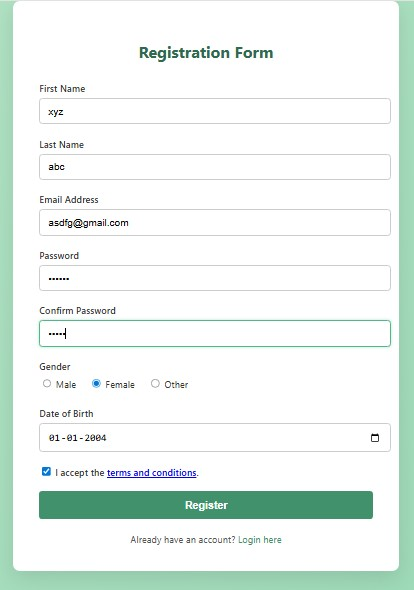 Registration Form
First Name
xyz
Last Name
abc
Email Address
asdfg@gmail.com
Password
••••••
Confirm Password
•••••
Gender
Male Female Other
Date of Birth
01-01-2004
I accept the terms and conditions.
Register
Already have an account? Login here